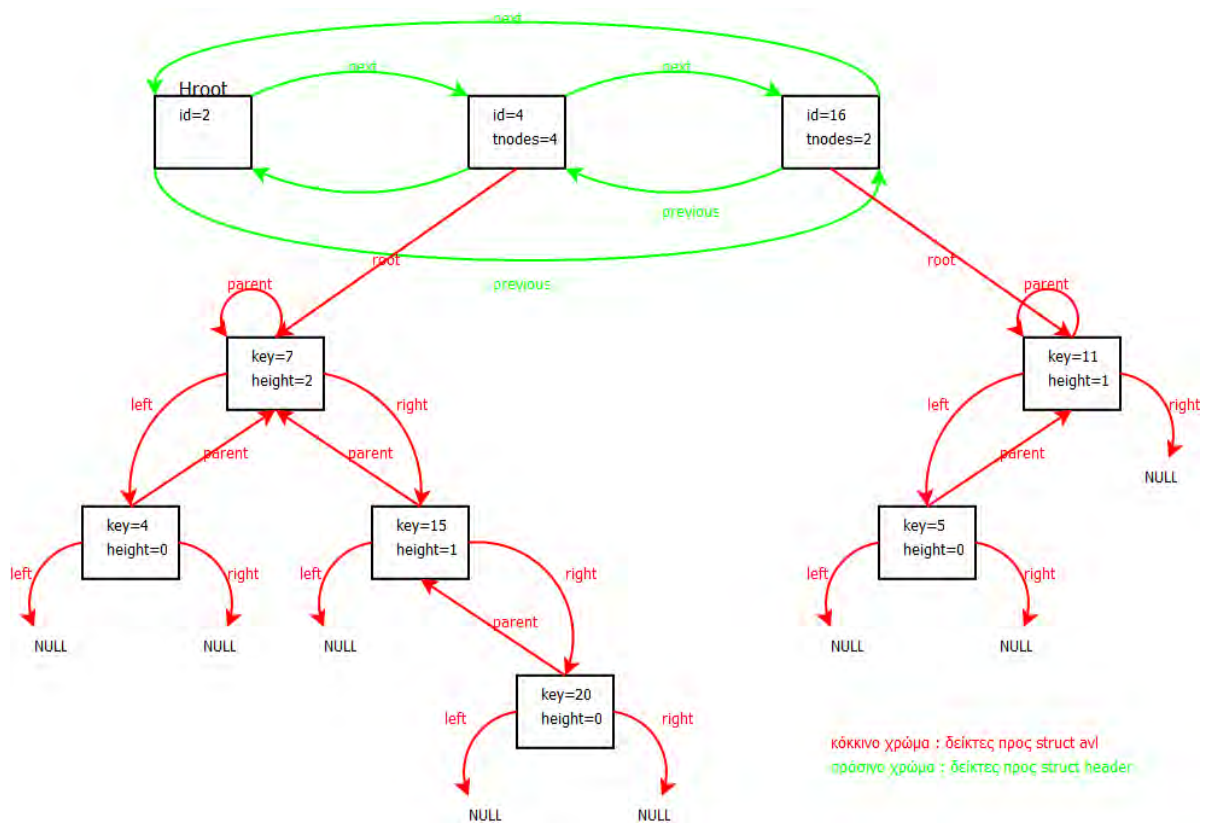 next
next
next
Hroot
id=2
id=4
tnodes=4
id=16
tnodes=2
previous
root
root
previous
parent
parent
key=7
height=2
key=11
height=1
left
right
left
right
parent
parent
parent
NULL
key=4
height=0
key=15
height=1
key=5
height=0
left
right
left
right
left
right
parent
NULL
NULL
NULL
NULL
NULL
key=20
height=0
left
right
κόκκινο χρώμα : δείκτες προς struct avl
πράσινο χρώμα : δείκτες προς struct header
NULL
NULL